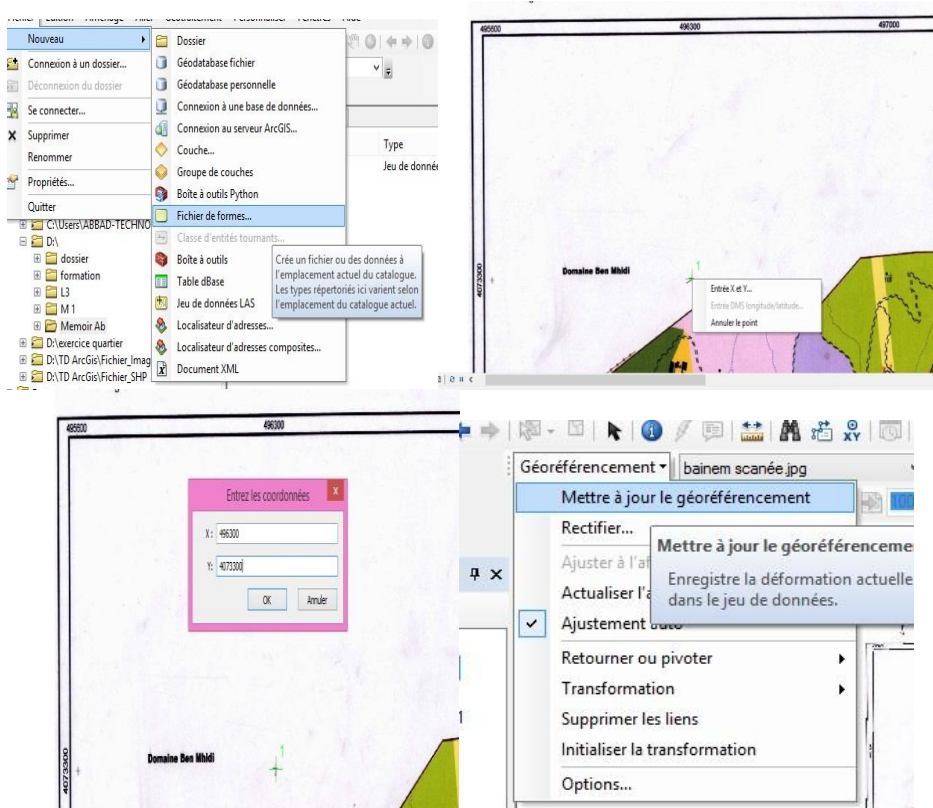 Nouveau
Connexion à un dossier...
Déconnexion du dossier
Se connecter...
Supprimer
Renommer
Propriétés...
Quitter
Dossier
Géodatabase fichier
Géodatabase personnelle
Connexion à une base de données...
Connexion au serveur ArcGIS...
Couche...
Groupe de couches
Boîte à outils Python
Fichier de formes...
Classe d'entités tournants...
Boîte à outils
Table dBase
Jeu de données LAS
Localisateur d'adresses...
Localisateur d'adresses composites...
Document XML
Crée un fichier ou des données à
l'emplacement actuel du catalogue.
Les types répertoriés ici varient selon
l'emplacement du catalogue actuel.
Type
Jeu de donnée
C:\Users\ABBAD-TECHNO
D:\
dossier
formation
L3
M 1
Memoir Ab
D:\exercice quartier
D:\TD ArcGis\Fichier_Imag
D:\TD ArcGis\Fichier_SHP
495600 496300 497000
4073300
Domaine Ben Mhidi
1
Entrée X et Y...
Entrée DMS longitude/latitude...
Annuler le point
495600 496300
Entrez les coordonnées
X : 496300
Y: 4073300
OK Annuler
Domaine Ben Mhidi
1
4073300
XY
Géoréférencement bainem scanée.jpg
Mettre à jour le géoréférencement
Rectifier...
Ajuster à l'af
Actualiser l'a
Ajustement auto
Retourner ou pivoter
Transformation
Supprimer les liens
Initialiser la transformation
Options...
Mettre à jour le géoréférenceme
Enregistre la déformation actuelle
dans le jeu de données.
100
1